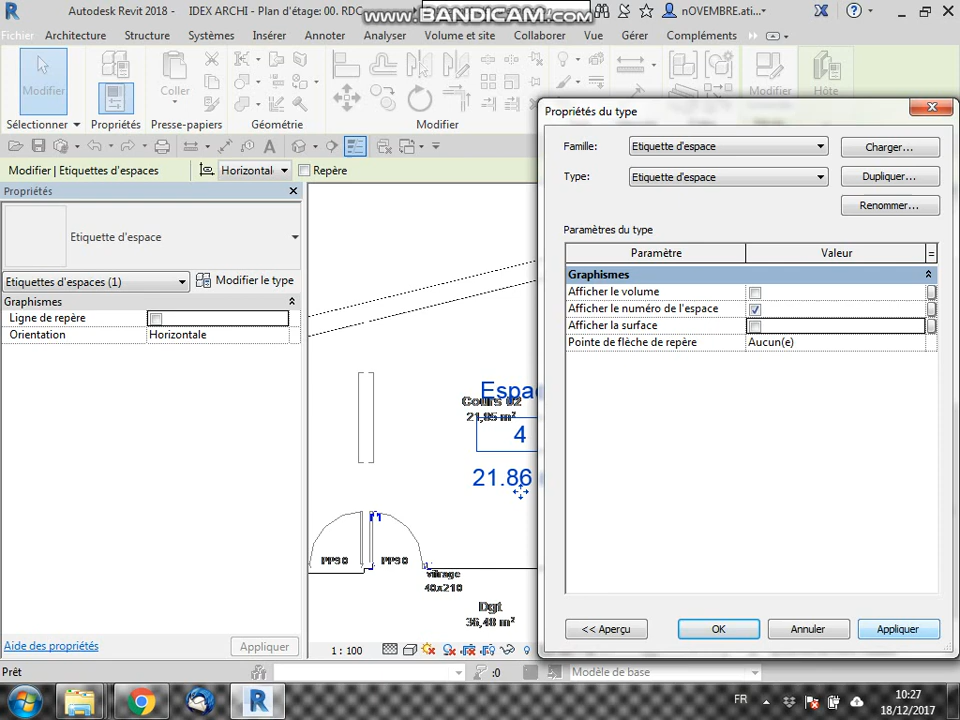 Autodesk Revit 2018 - IDEX ARCHI - Plan d'étage: 00. RDC
www.BANDICAM.com
nOVEMBRE.ati...
Fichier Architecture Structure Systèmes Insérer Annoter Analyser Volume et site Collaborer Vue Gérer Compléments
Modifier
Propriétés
Coller
Modifier
Hôte
Sélectionner Propriétés Presse-papiers Géométrie Modifier
Modifier | Etiquettes d'espaces Horizontal Repère
Propriétés
Etiquette d'espace
Etiquettes d'espaces (1) Modifier le type
Graphismes
Ligne de repère
Orientation Horizontale
Aide des propriétés Appliquer
Espac
Cours 02
21,85 m²
4
21.86
PP90 PP90
vitrage
40x210
Dgt
36,48 m²
1 : 100
Propriétés du type
Famille: Etiquette d'espace Charger...
Type: Etiquette d'espace Dupliquer...
Renommer...
Paramètres du type
Paramètre Valeur =
Graphismes
Afficher le volume
Afficher le numéro de l'espace
Afficher la surface
Pointe de flèche de repère Aucun(e)
<< Aperçu OK Annuler Appliquer
Prêt :0 Modèle de base
FR 10:27
18/12/2017